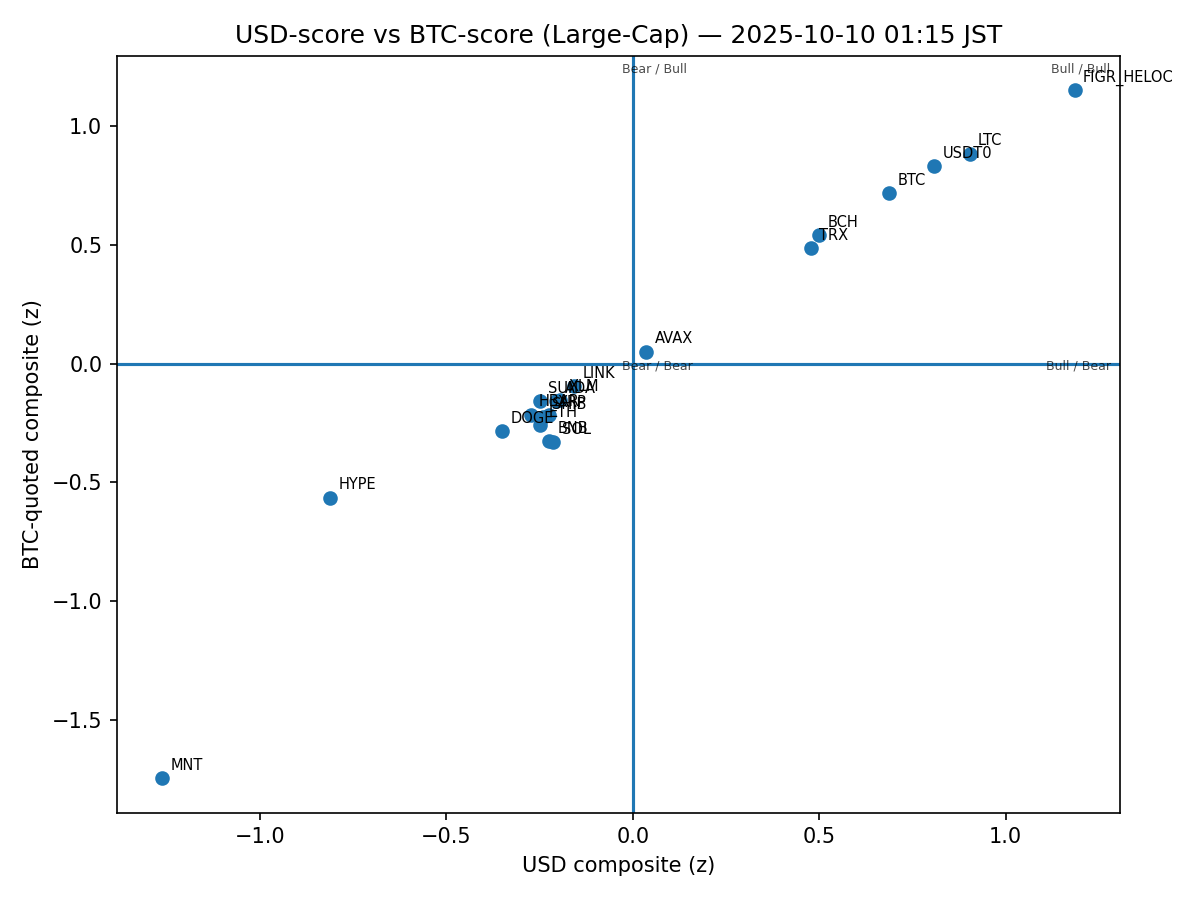 USD-score vs BTC-score (Large-Cap) — 2025-10-10 01:15 JST
Bear / Bull
Bull / Bull
FIGR_HELOC
1.0
LTC
USDT0
BTC
BCH
TRX
0.5
AVAX
0.0
Bear / Bear
Bull / Bear
LINK
DOGE
ETH
BNB
SOL
HYPE
−0.5
−1.0
−1.5
MNT
−1.0
−0.5
0.0
0.5
1.0
USD composite (z)
BTC-quoted composite (z)